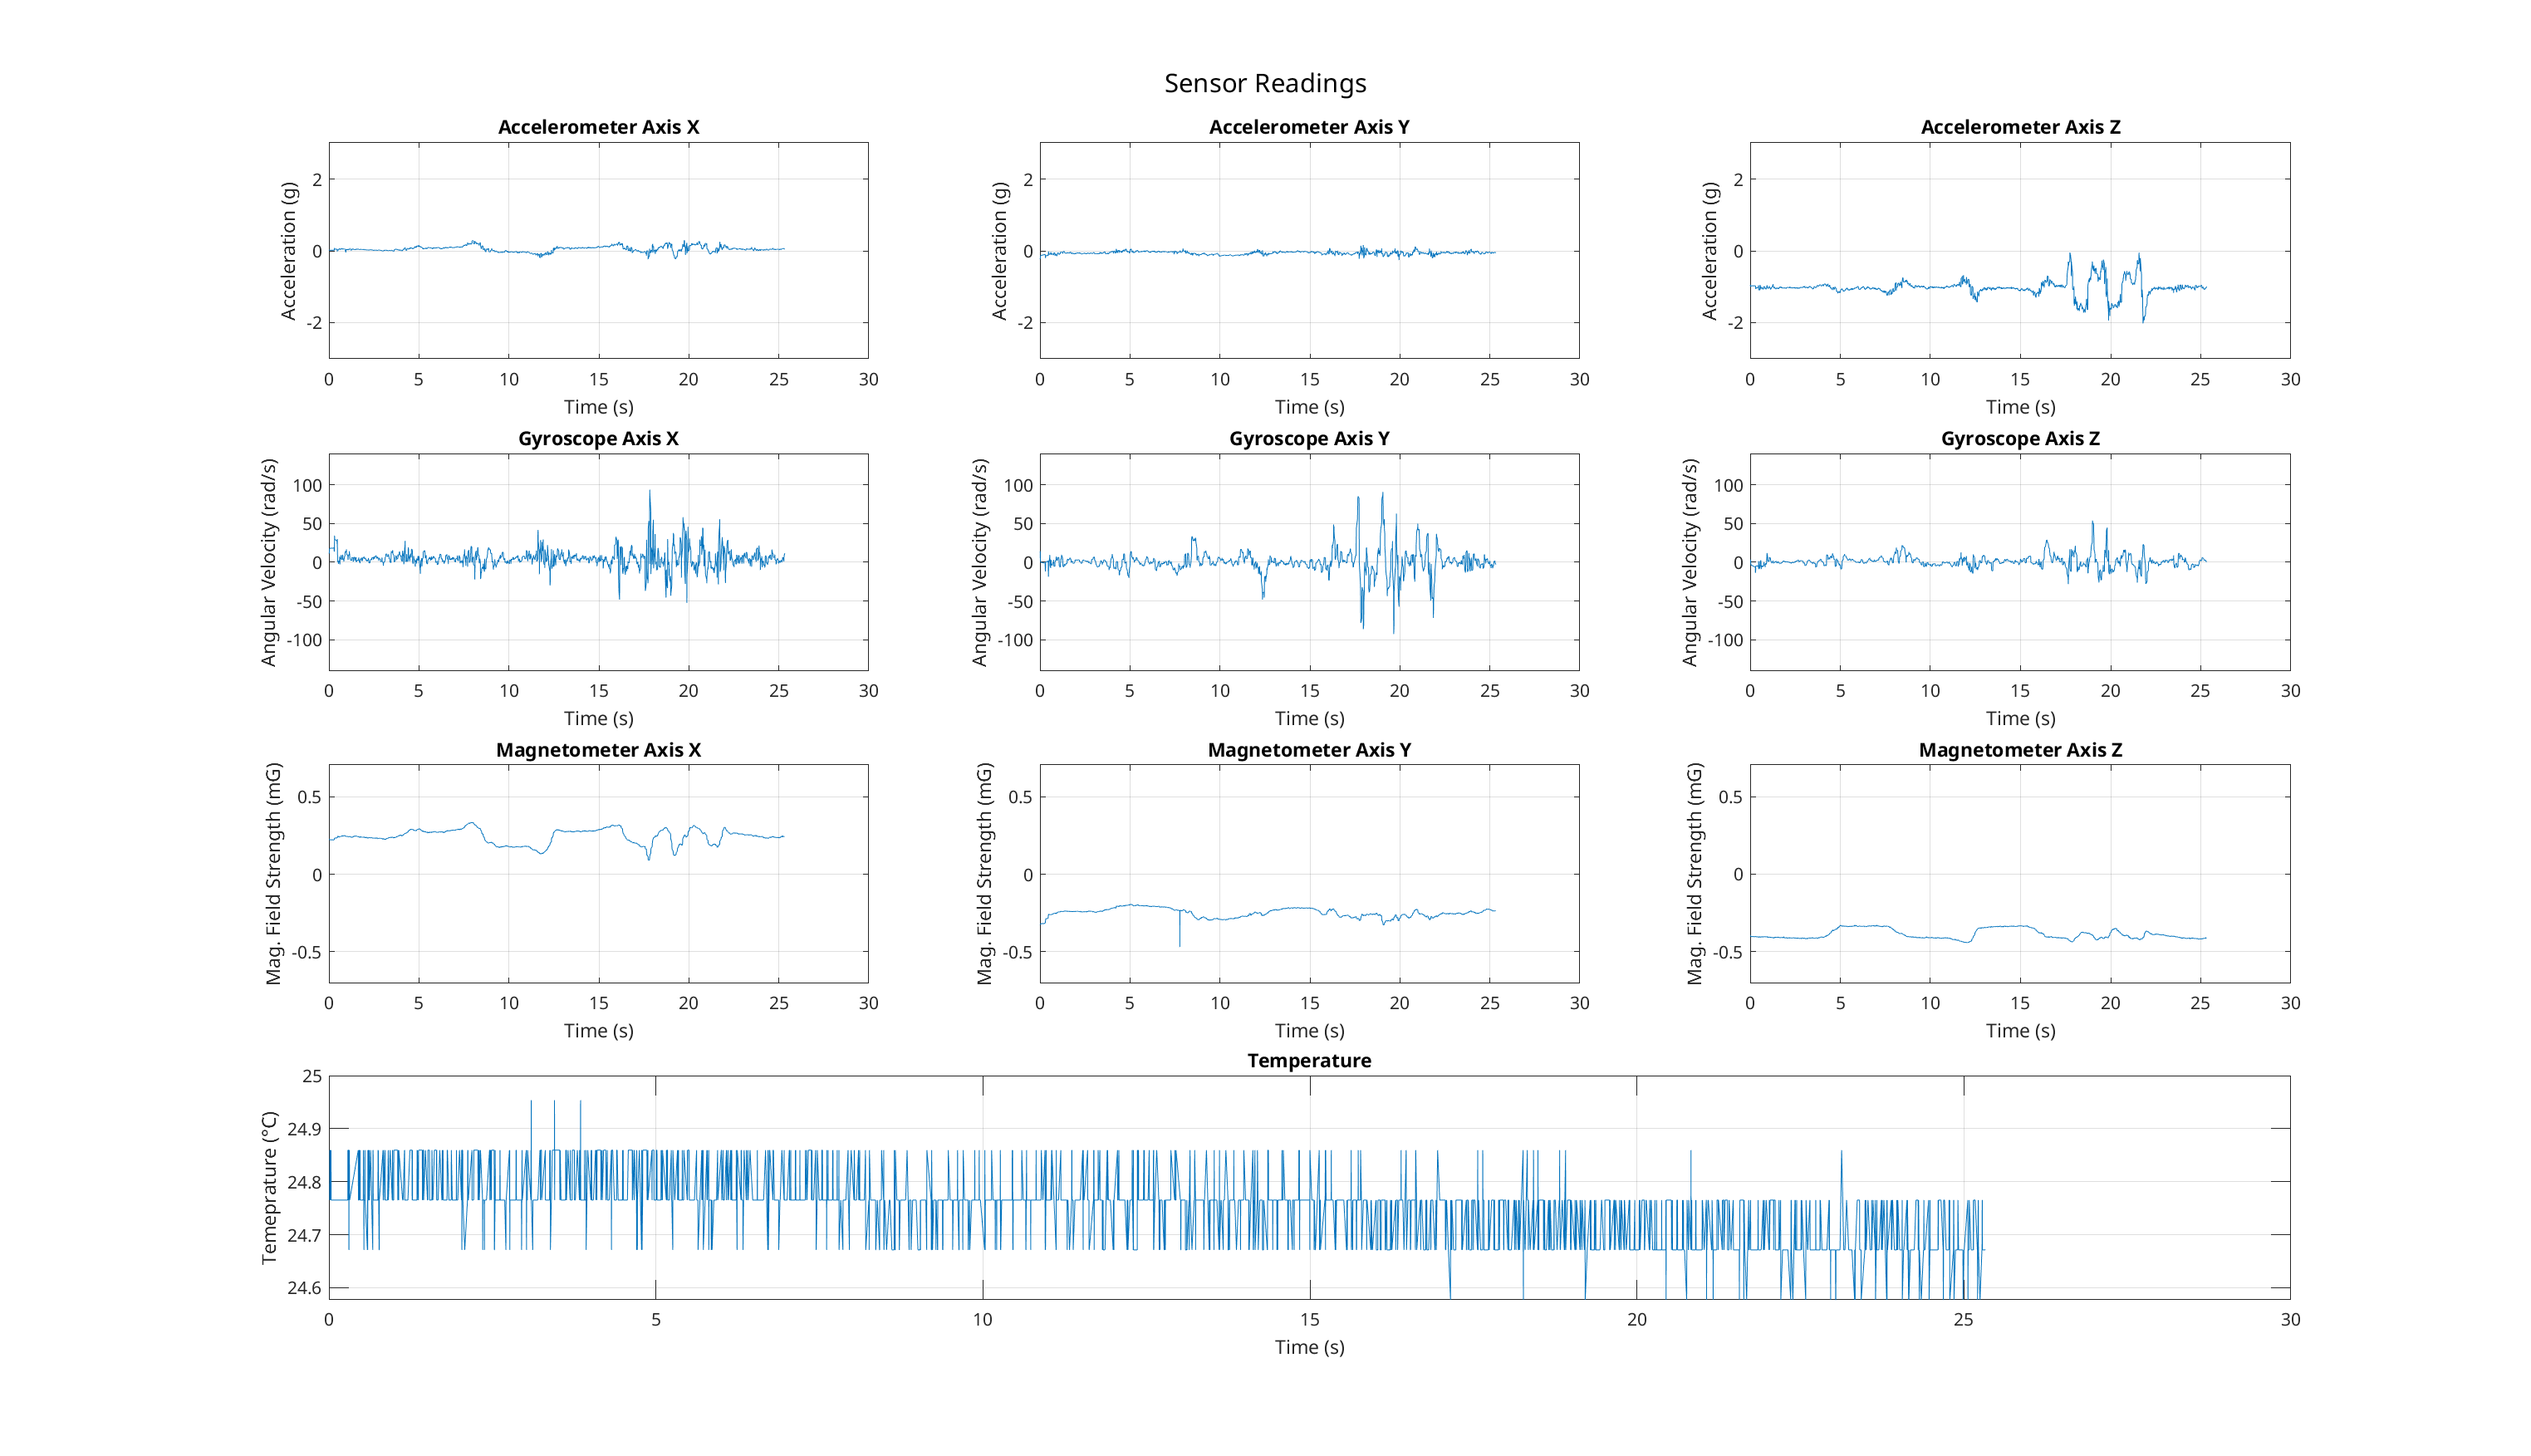 Sensor Readings
Accelerometer Axis X
Accelerometer Axis Y
Accelerometer Axis Z
Acceleration (g)
2
0
-2
0 5 10 15 20 25 30
Time (s)
Acceleration (g)
2
0
-2
0 5 10 15 20 25 30
Time (s)
Acceleration (g)
2
0
-2
0 5 10 15 20 25 30
Time (s)
Gyroscope Axis X
Gyroscope Axis Y
Gyroscope Axis Z
Angular Velocity (rad/s)
100
50
0
-50
-100
0 5 10 15 20 25 30
Time (s)
Angular Velocity (rad/s)
100
50
0
-50
-100
0 5 10 15 20 25 30
Time (s)
Angular Velocity (rad/s)
100
50
0
-50
-100
0 5 10 15 20 25 30
Time (s)
Magnetometer Axis X
Magnetometer Axis Y
Magnetometer Axis Z
Mag. Field Strength (mG)
0.5
0
-0.5
0 5 10 15 20 25 30
Time (s)
Mag. Field Strength (mG)
0.5
0
-0.5
0 5 10 15 20 25 30
Time (s)
Mag. Field Strength (mG)
0.5
0
-0.5
0 5 10 15 20 25 30
Time (s)
Temperature
Temeprature (°C)
25
24.9
24.8
24.7
24.6
0 5 10 15 20 25 30
Time (s)